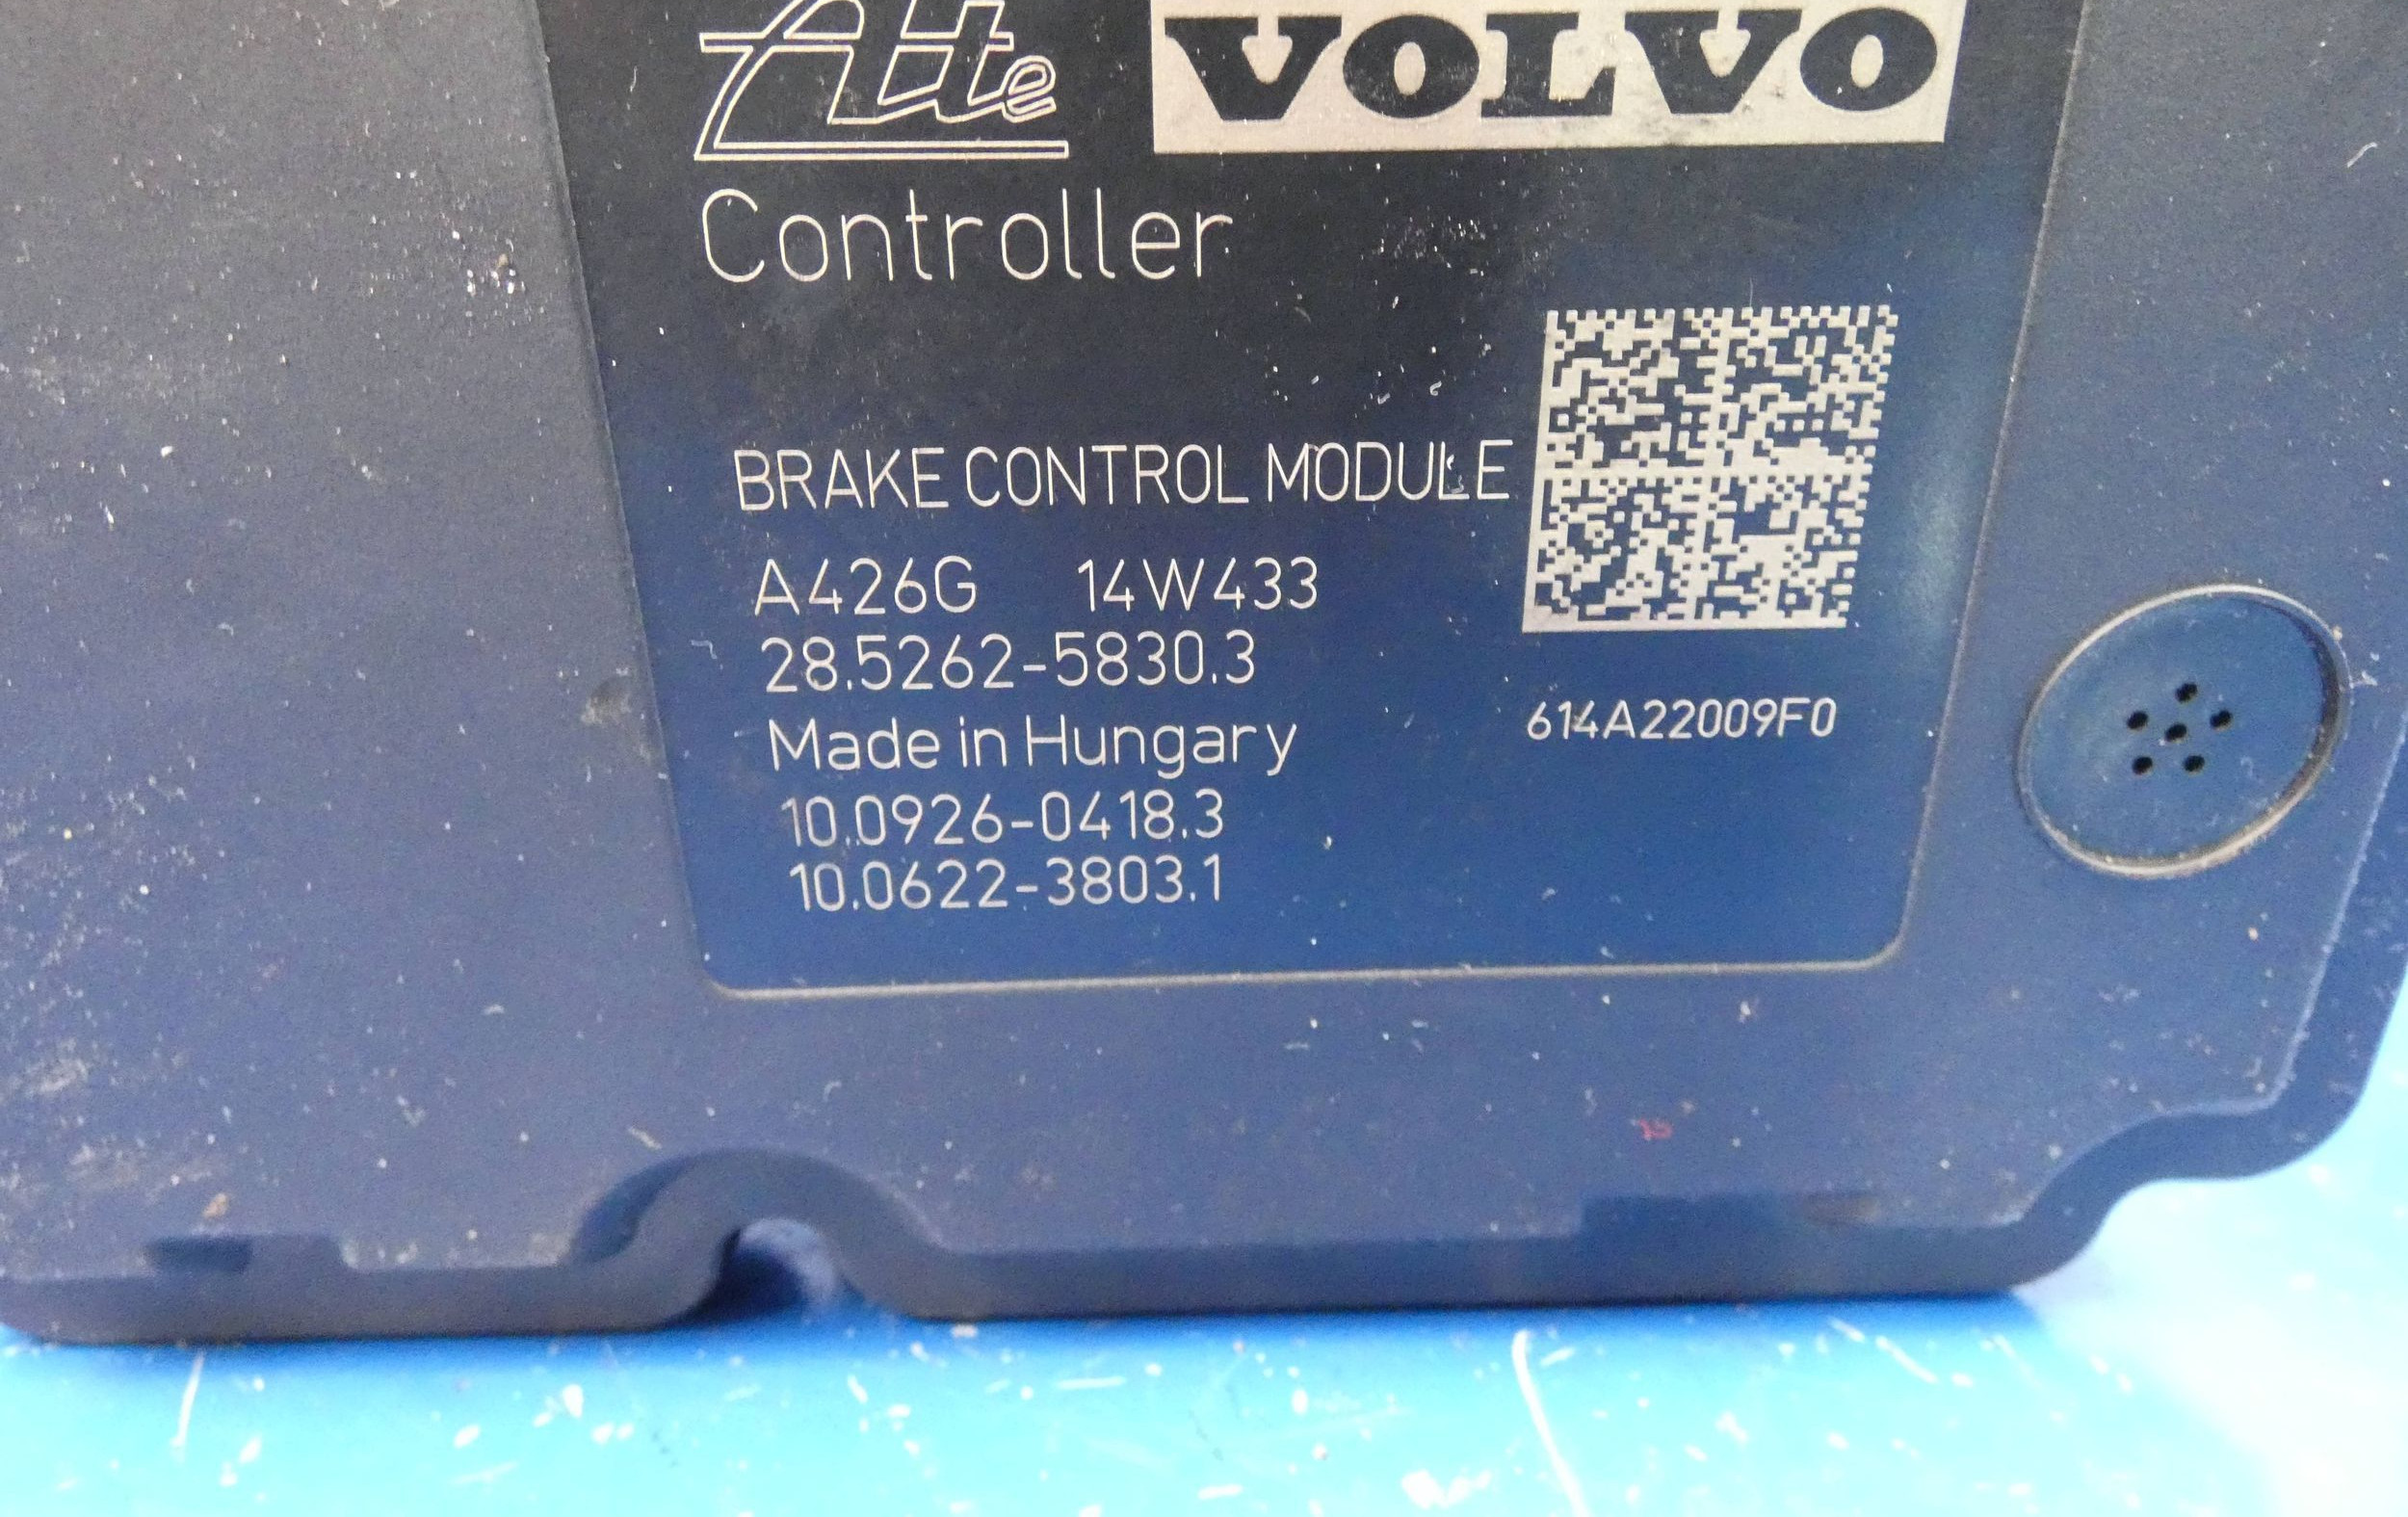 Ate VOLVO
Controller
BRAKE CONTROL MODULE
A426G 14W433
28.5262-5830.3
Made in Hungary
614A22009F0
10.0926-0418.3
10.0622-3803.1